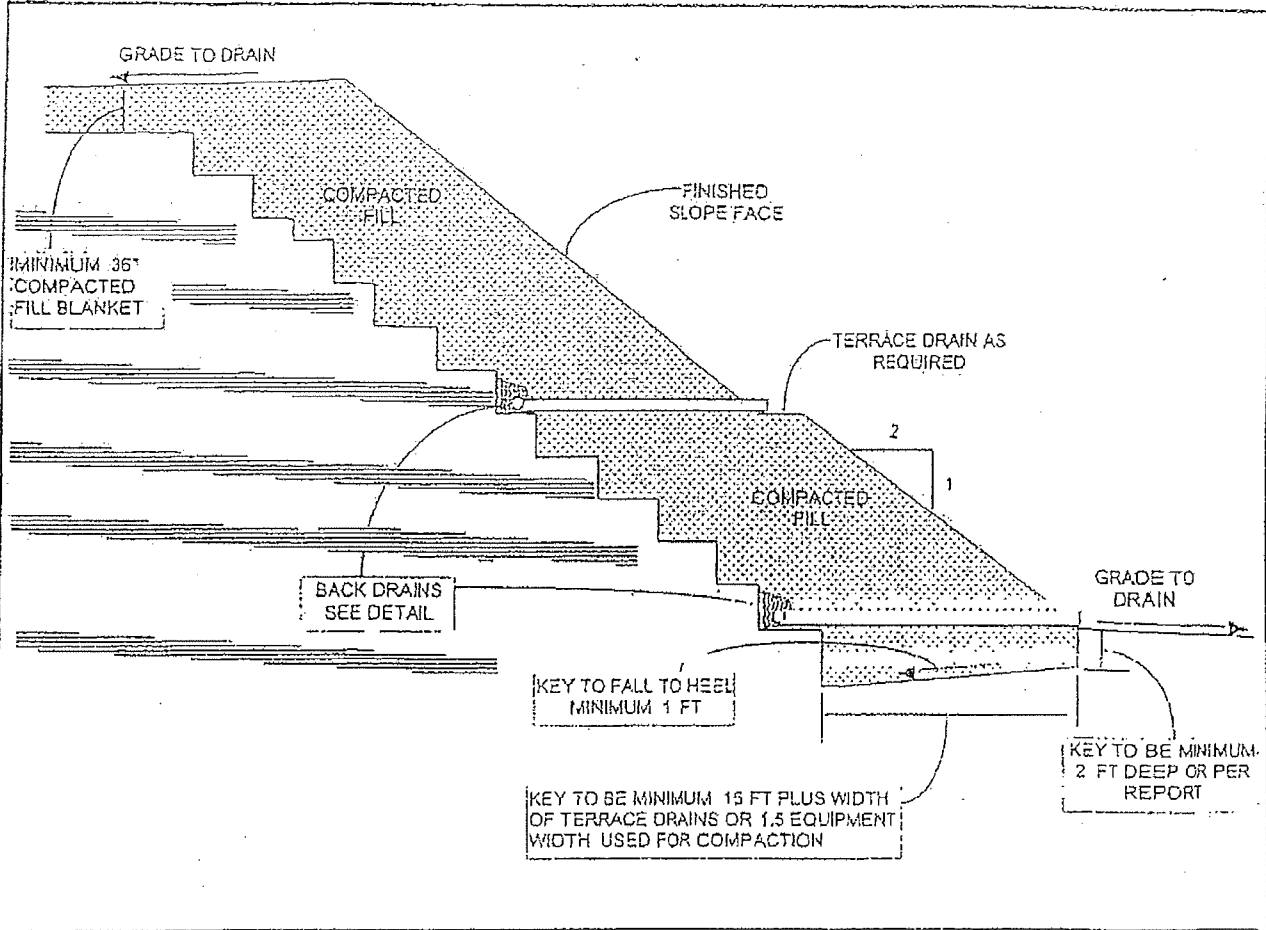 GRADE TO DRAIN
COMPACTED
FILL
FINISHED
SLOPE FACE
MINIMUM 36"
COMPACTED
FILL BLANKET
TERRACE DRAIN AS
REQUIRED
2
1
COMPACTED
FILL
BACK DRAINS
SEE DETAIL
GRADE TO
DRAIN
KEY TO FALL TO HEEL
MINIMUM 1 FT
KEY TO BE MINIMUM
2 FT DEEP OR PER
REPORT
KEY TO BE MINIMUM 15 FT PLUS WIDTH
OF TERRACE DRAINS OR 1.5 EQUIPMENT
WIDTH USED FOR COMPACTION